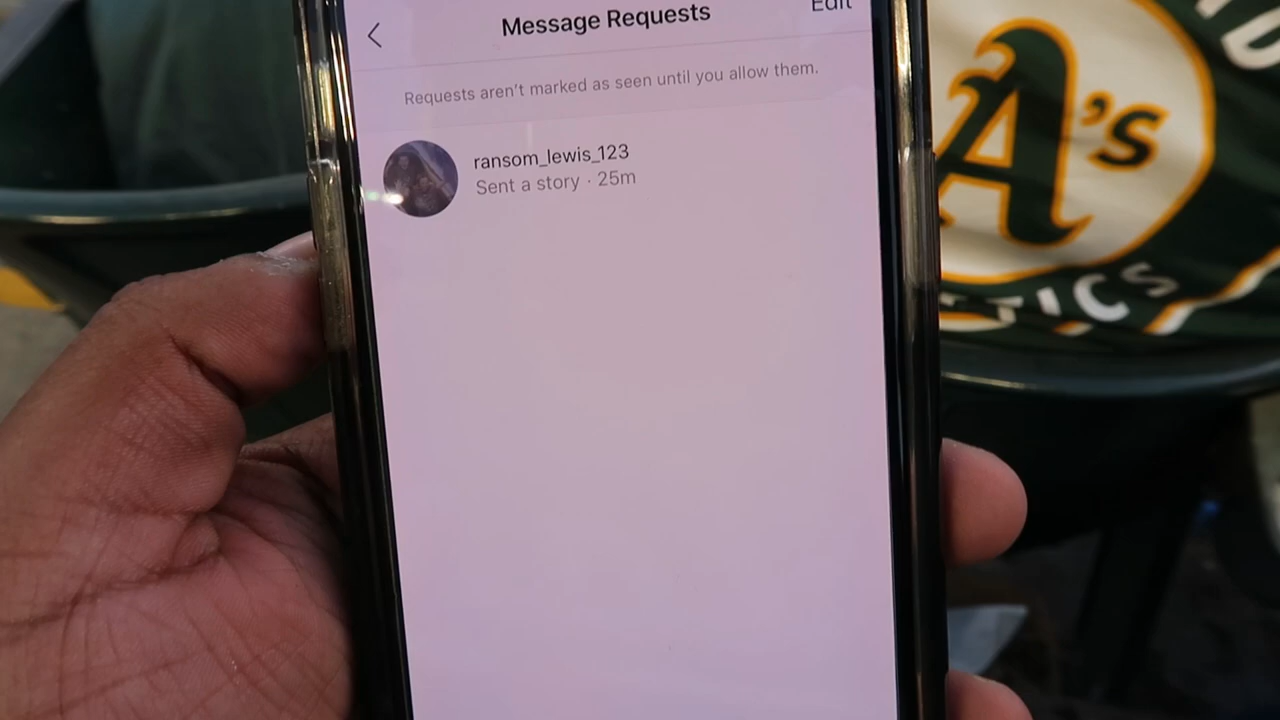 Message Requests
Edit
Requests aren't marked as seen until you allow them.
ransom_lewis_123
Sent a story · 25m
A's